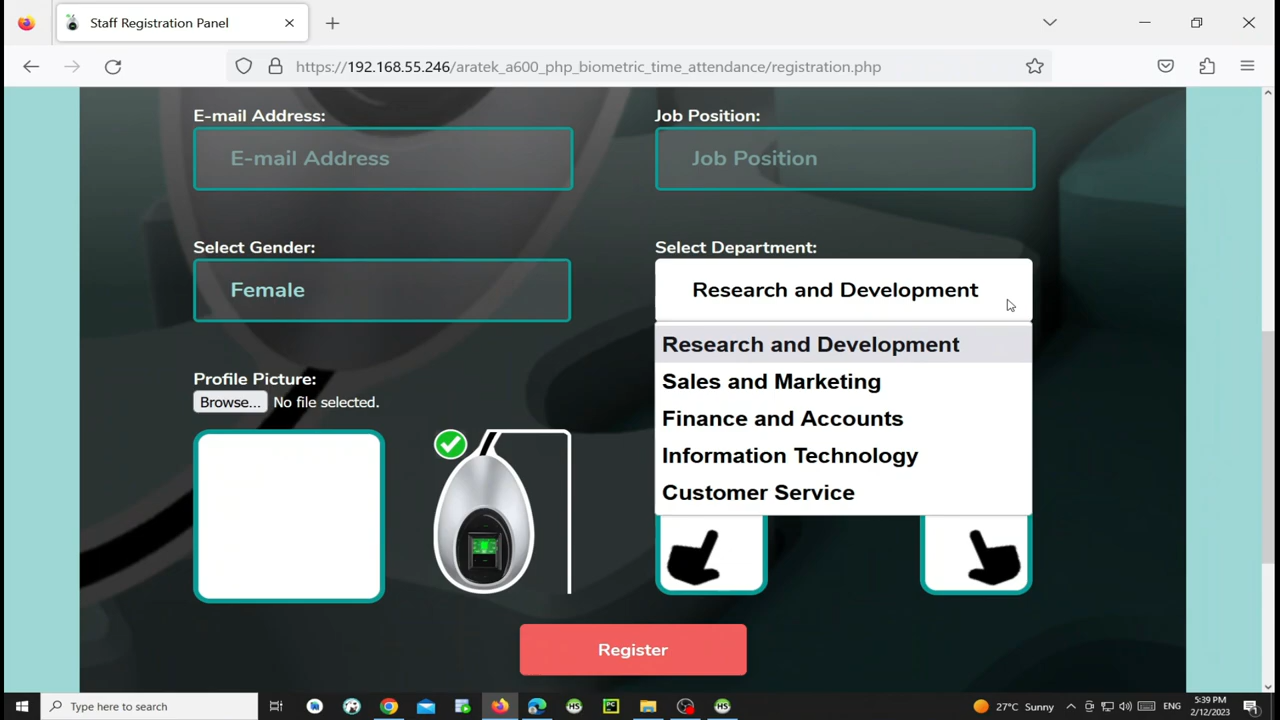 Staff Registration Panel
https://192.168.55.246/aratek_a600_php_biometric_time_attendance/registration.php
E-mail Address:
Job Position:
E-mail Address
Job Position
Select Gender:
Select Department:
Female
Research and Development
Research and Development
Sales and Marketing
Finance and Accounts
Information Technology
Customer Service
Profile Picture:
Browse... No file selected.
Register
Type here to search
27°C Sunny
ENG
5:39 PM
2/12/2023